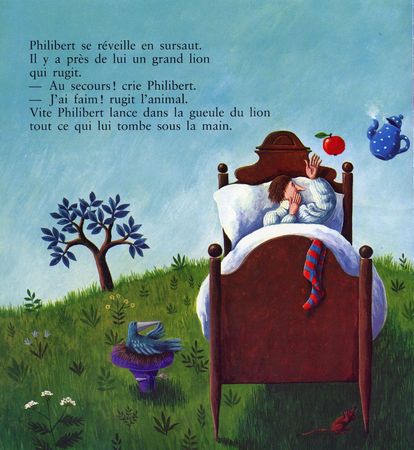 Philibert se réveille en sursaut.
Il y a près de lui un grand lion
qui rugit.
— Au secours! crie Philibert.
— J'ai faim! rugit l'animal.
Vite Philibert lance dans la gueule du lion
tout ce qui lui tombe sous la main.